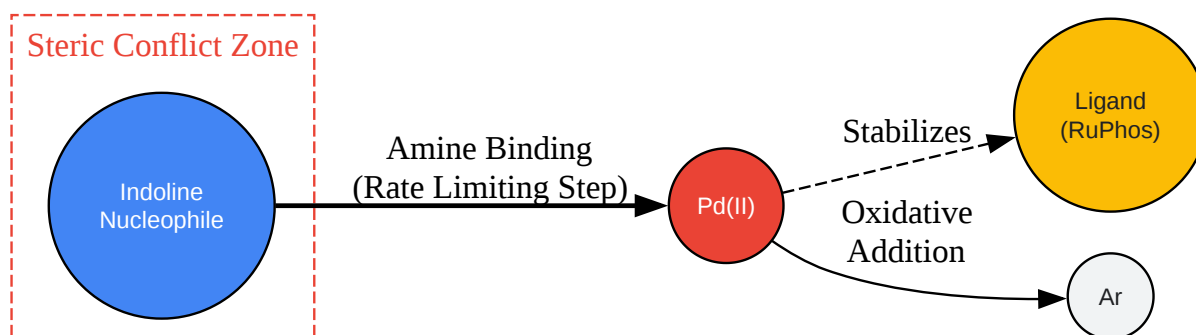 Steric Conflict Zone
Indoline
Nucleophile
Amine Binding
(Rate Limiting Step)
Pd(II)
Stabilizes
Ligand
(RuPhos)
Oxidative
Addition
Ar